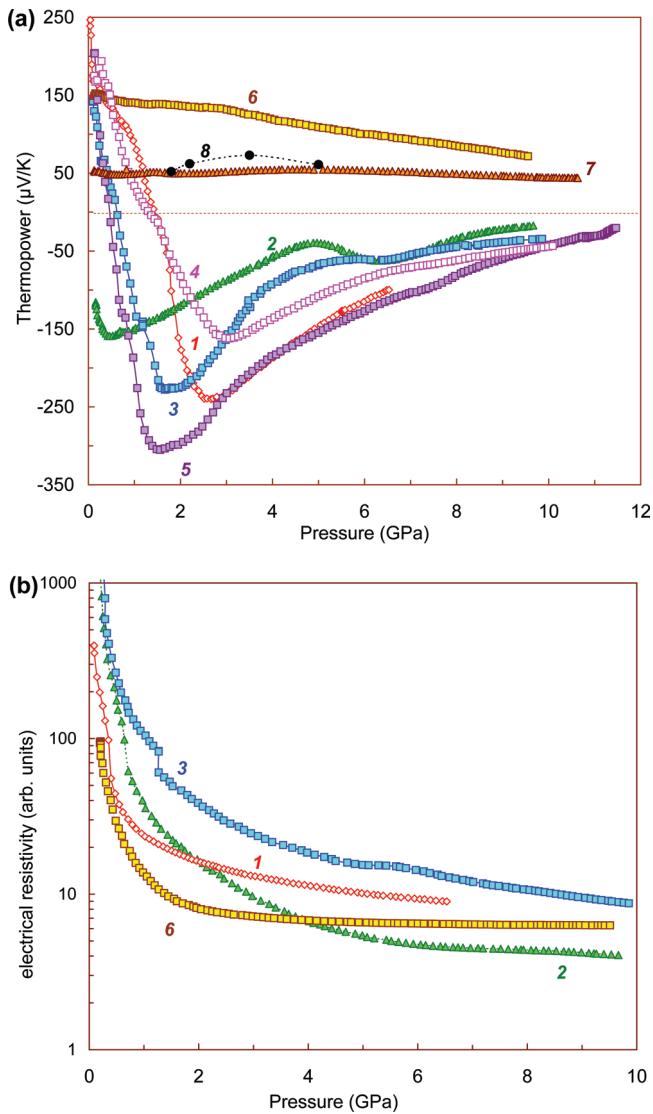 (a)
250
150
50
-50
-150
-250
-350
Thermopower (μV/K)
6
8
7
2
4
1
3
5
0 2 4 6 8 10 12
Pressure (GPa)
(b)
1000
100
10
1
electrical resistivity (arb. units)
3
1
6
2
0 2 4 6 8 10
Pressure (GPa)